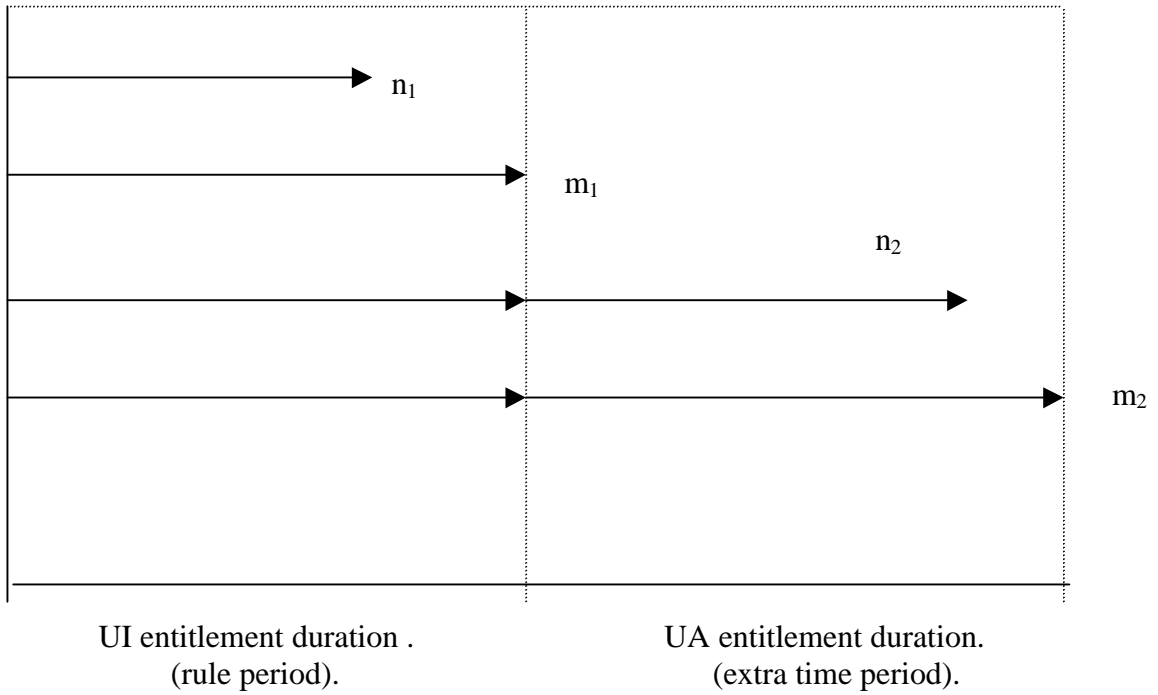 n₁
m₁
n₂
m₂
UI entitlement duration .
(rule period).
UA entitlement duration.
(extra time period).